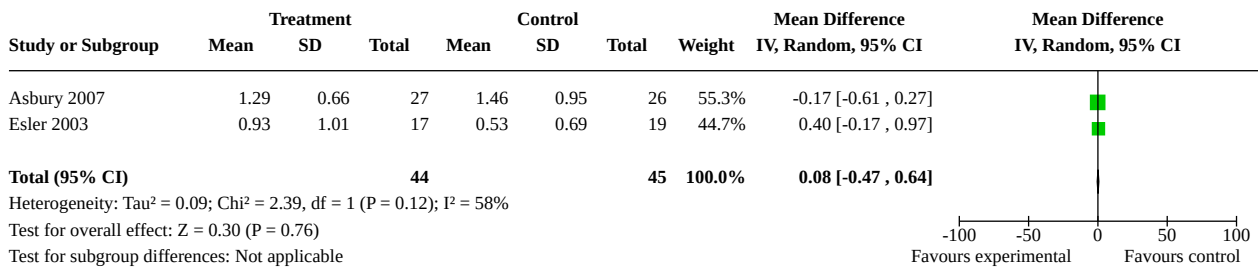 Treatment Control Mean Difference Mean Difference
Study or Subgroup Mean SD Total Mean SD Total Weight IV, Random, 95% CI IV, Random, 95% CI
Asbury 2007 1.29 0.66 27 1.46 0.95 26 55.3% -0.17 [-0.61 , 0.27]
Esler 2003 0.93 1.01 17 0.53 0.69 19 44.7% 0.40 [-0.17 , 0.97]
Total (95% CI) 44 45 100.0% 0.08 [-0.47 , 0.64]
Heterogeneity: Tau² = 0.09; Chi² = 2.39, df = 1 (P = 0.12); I² = 58%
Test for overall effect: Z = 0.30 (P = 0.76)
-100 -50 0 50 100
Test for subgroup differences: Not applicable Favours experimental Favours control